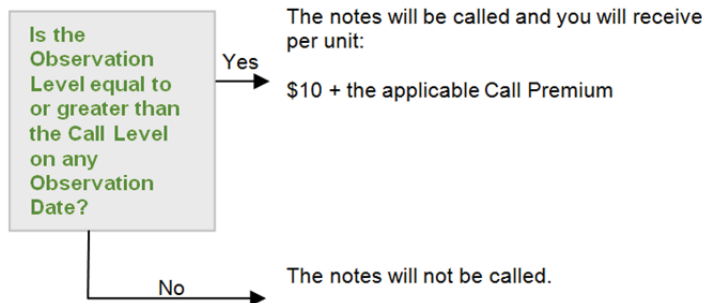 Is the
Observation
Level equal to
or greater than
the Call Level
on any
Observation
Date?
Yes
The notes will be called and you will receive
per unit:
$10 + the applicable Call Premium
No
The notes will not be called.